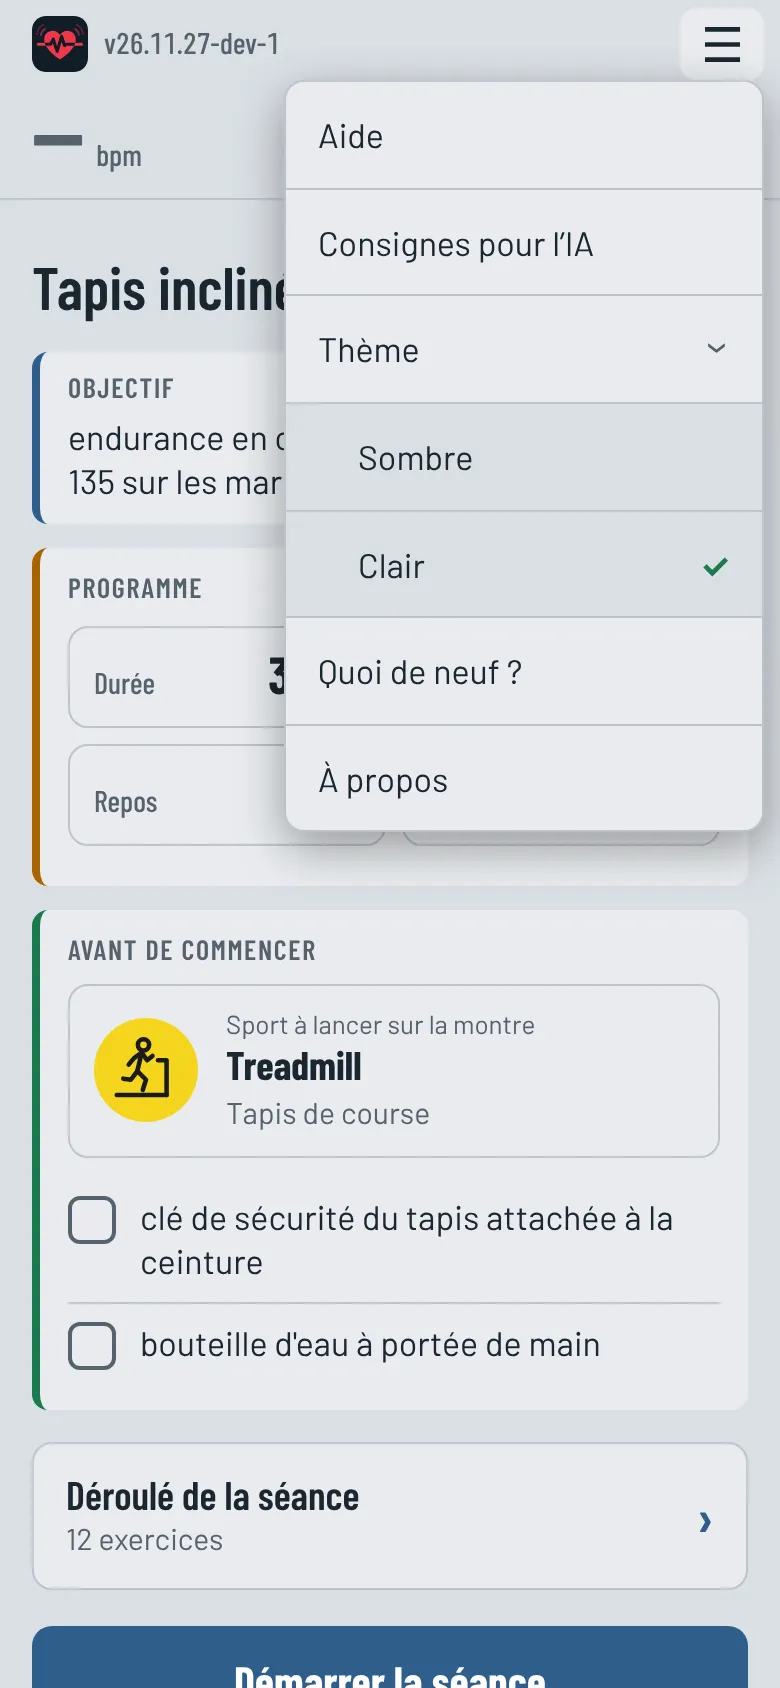 v26.11.27-dev-1
bpm
Aide
Consignes pour l’IA
Thème
Sombre
Clair
Quoi de neuf ?
À propos
Tapis
OBJECTIF
endurance en
135 sur les
PROGRAMME
Durée
Repos
AVANT DE COMMENCER
Sport à lancer sur la montre
Treadmill
Tapis de course
clé de sécurité du tapis attachée à la
ceinture
bouteille d'eau à portée de main
Déroulé de la séance
12 exercices
Démarrer la séance